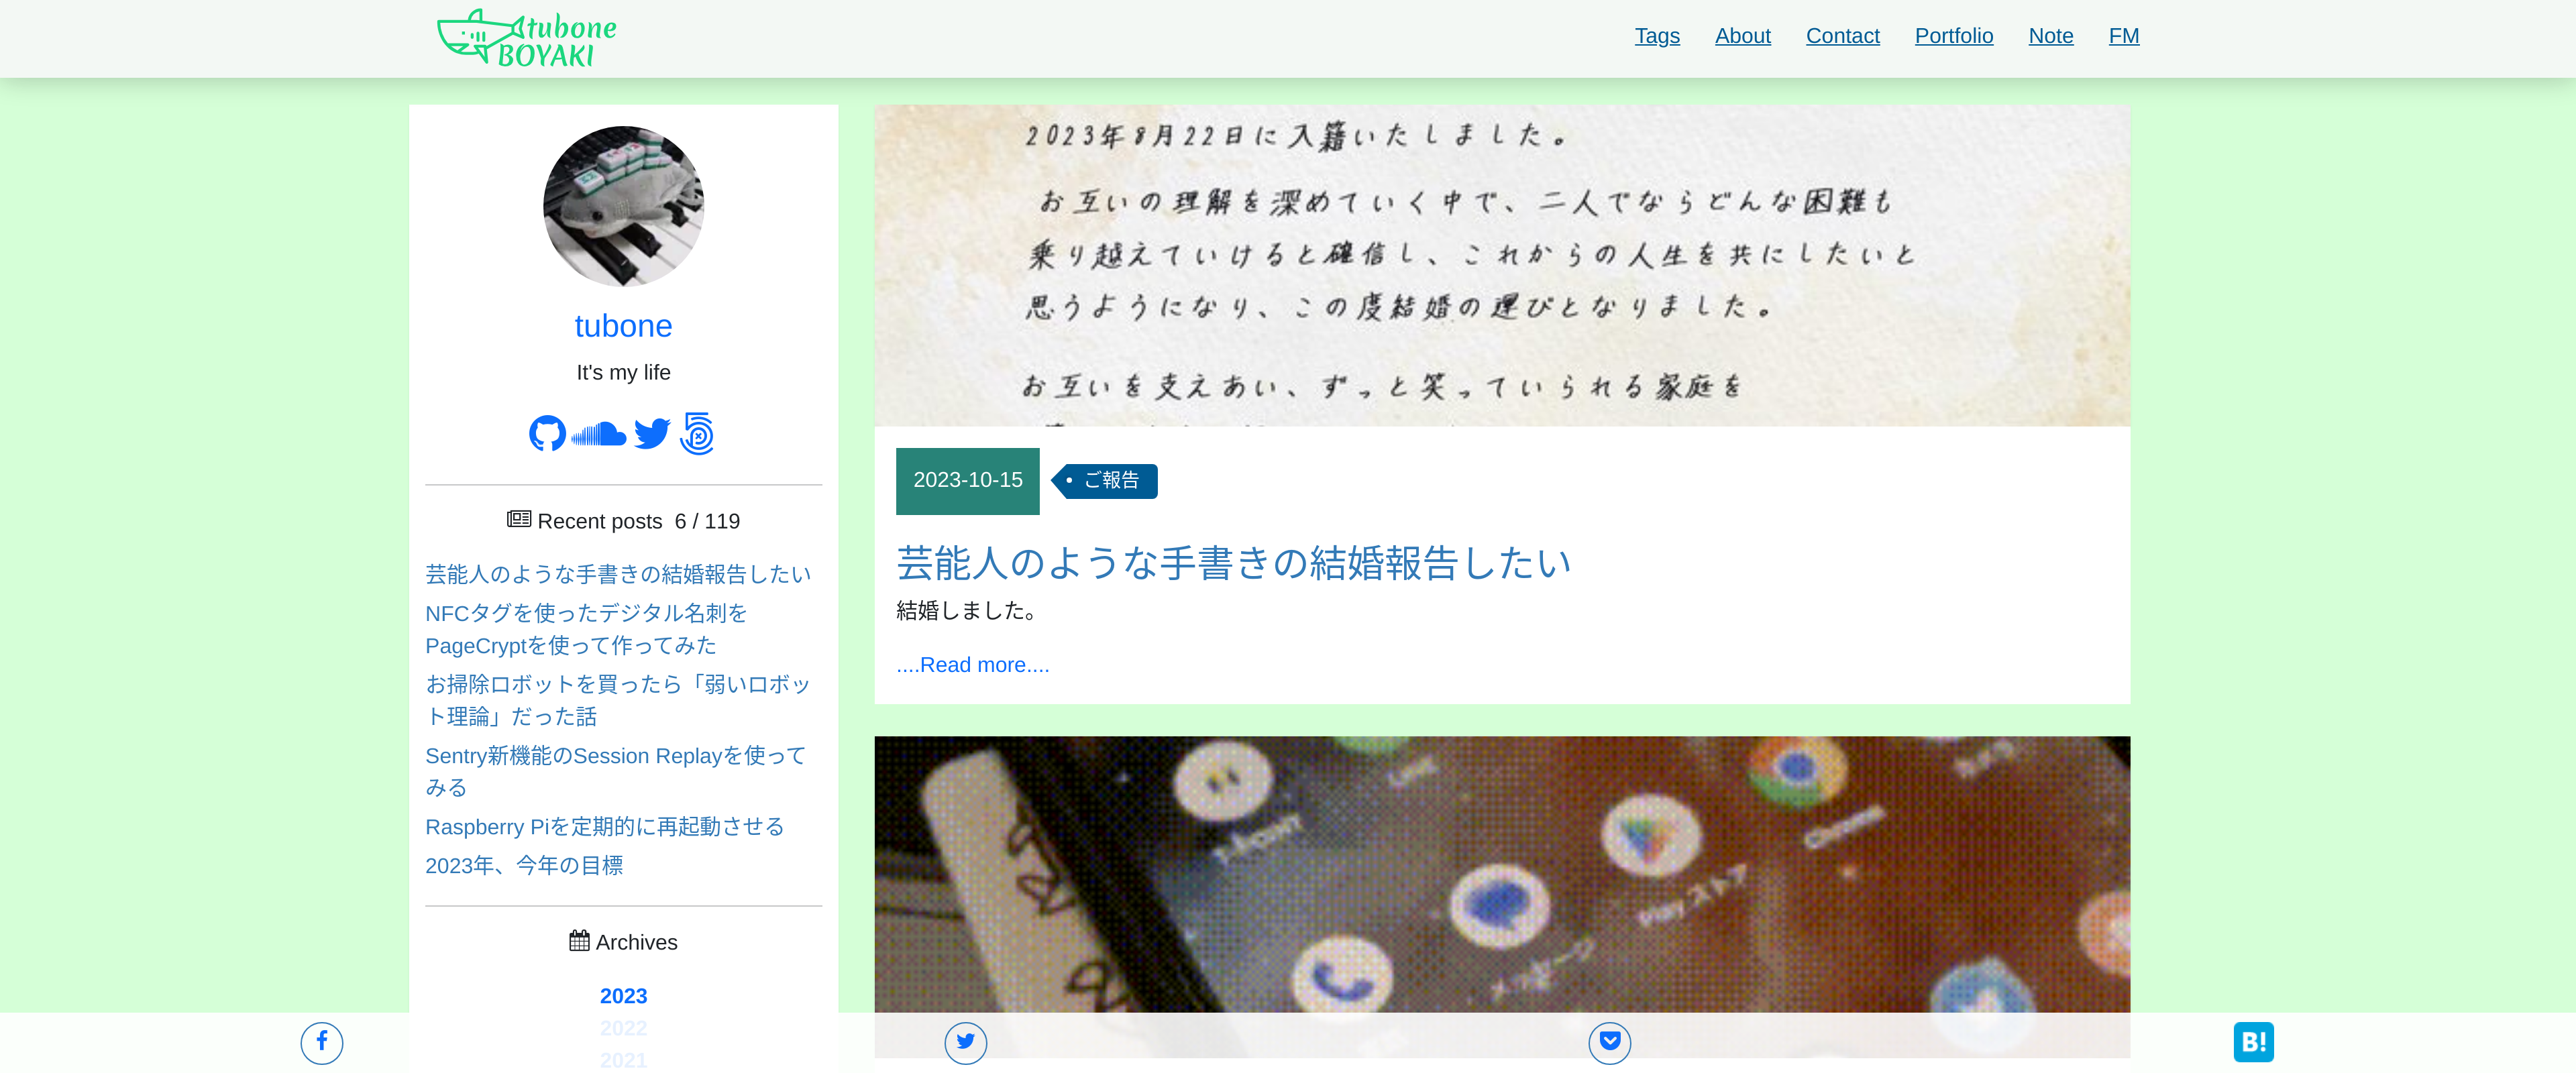 tubone
BOYAKI
Tags About Contact Portfolio Note FM
tubone
It's my life
Recent posts 6 / 119
芸能人のような手書きの結婚報告したい
NFCタグを使ったデジタル名刺を
PageCryptを使って作ってみた
お掃除ロボットを買ったら「弱いロボッ
ト理論」だった話
Sentry新機能のSession Replayを使って
みる
Raspberry Piを定期的に再起動させる
2023年、今年の目標
Archives
2023
2022
2021
2023年8月22日に入籍いたしました。
お互いの理解を深めていく中で、二人でならどんな困難も
乗り越えていけると確信し、これからの人生を共にしたいと
思うようになり、この度結婚の運びとなりました。
お互いを支えあい、ずっと笑っていられる家庭を
2023-10-15 ご報告
芸能人のような手書きの結婚報告したい
結婚しました。
....Read more....
LINE
Chrome
Playストア
メッセージ
B!